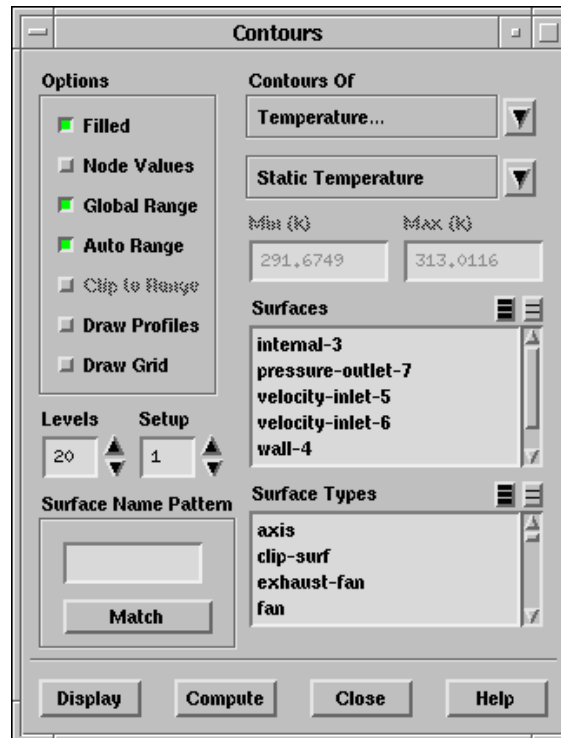 Contours
Options
Filled
Node Values
Global Range
Auto Range
Clip to Range
Draw Profiles
Draw Grid
Levels Setup
20 1
Surface Name Pattern
Match
Contours Of
Temperature...
Static Temperature
Min (K) Max (K)
291.6749 313.0116
Surfaces
internal-3
pressure-outlet-7
velocity-inlet-5
velocity-inlet-6
wall-4
Surface Types
axis
clip-surf
exhaust-fan
fan
Display Compute Close Help